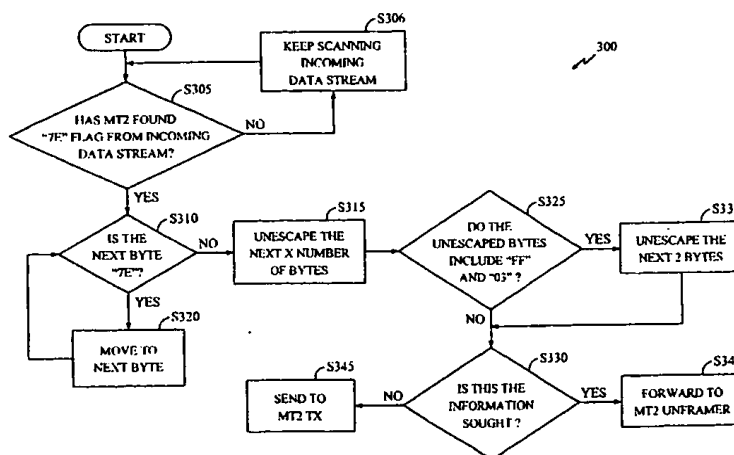 START
S306
KEEP SCANNING
INCOMING
DATA STREAM
300
S305
HAS MT2 FOUND
"7E" FLAG FROM INCOMING
DATA STREAM?
NO
YES
S310
IS THE
NEXT BYTE
"7E"?
NO
S315
UNESCAPE THE
NEXT X NUMBER
OF BYTES
S325
DO THE
UNESCAPED BYTES
INCLUDE "FF"
AND "03" ?
YES
S33
UNESCAPE THE
NEXT 2 BYTES
YES
S320
MOVE TO
NEXT BYTE
NO
S345
SEND TO
MT2 TX
NO
S330
IS THIS THE
INFORMATION
SOUGHT ?
YES
S34
FORWARD TO
MT2 UNFRAMER